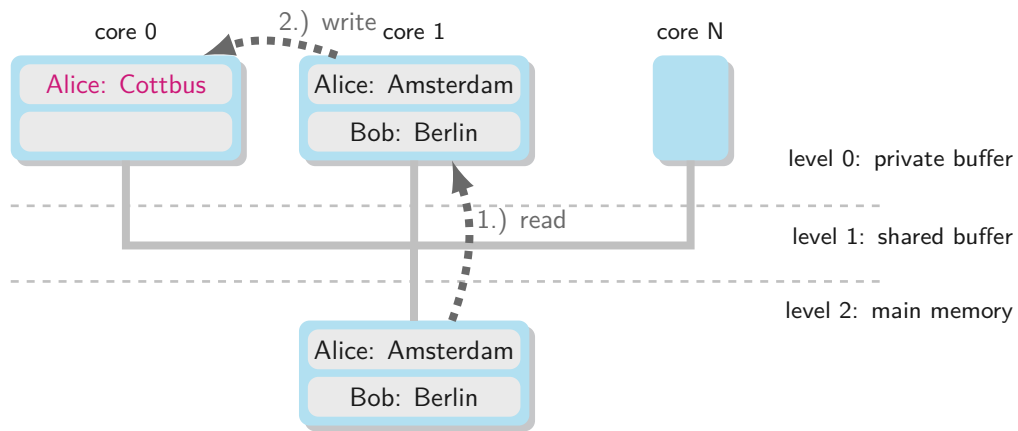 2.) write
core 0
core 1
core N
Alice: Cottbus
Alice: Amsterdam
Bob: Berlin
level 0: private buffer
1.) read
level 1: shared buffer
level 2: main memory
Alice: Amsterdam
Bob: Berlin